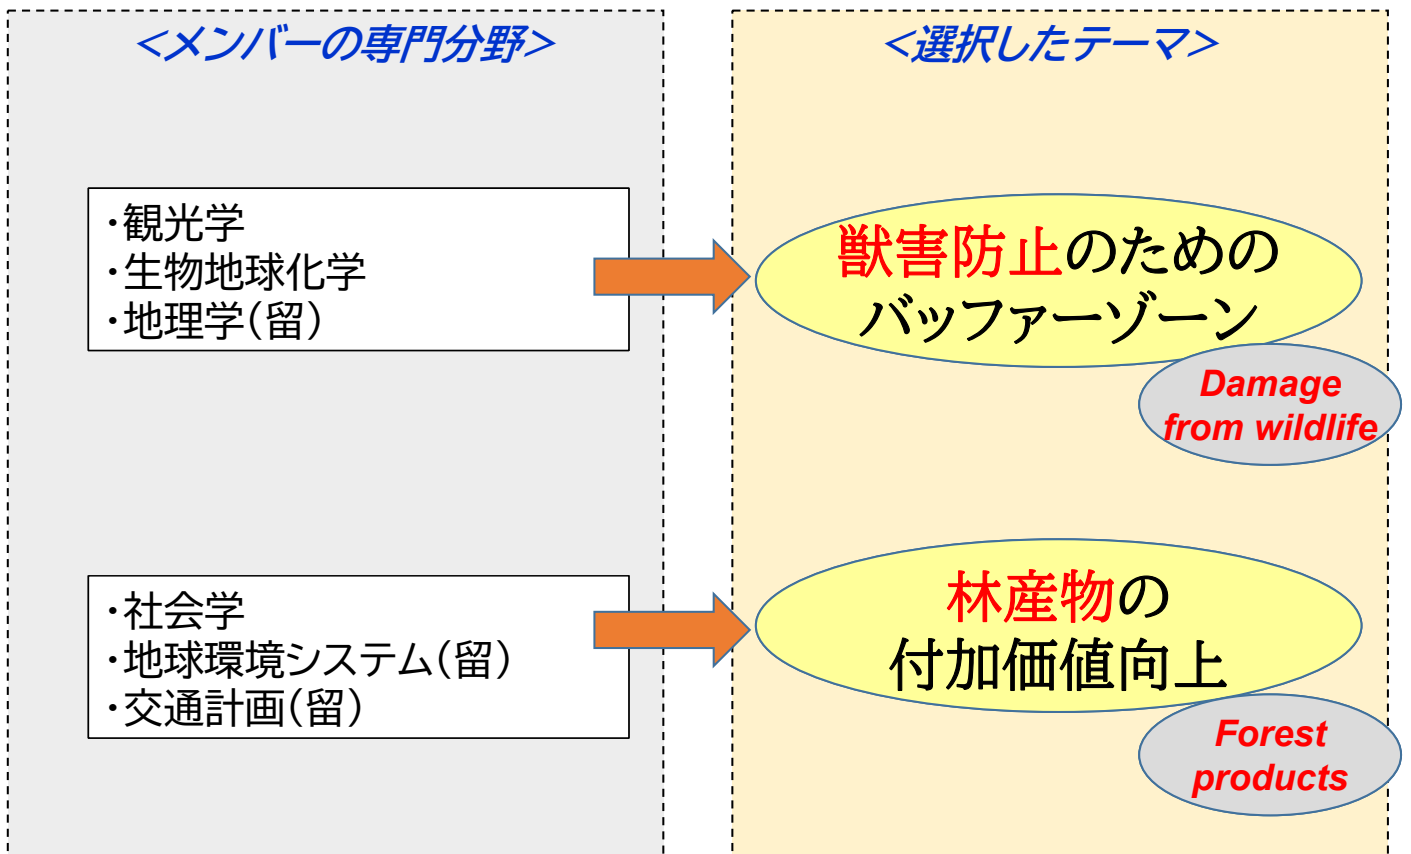 <メンバーの専門分野>
・観光学
・生物地球化学
・地理学(留)
・社会学
・地球環境システム(留)
・交通計画(留)
<選択したテーマ>
獣害防止のための
バッファーゾーン
Damage
from wildlife
林産物の
付加価値向上
Forest
products